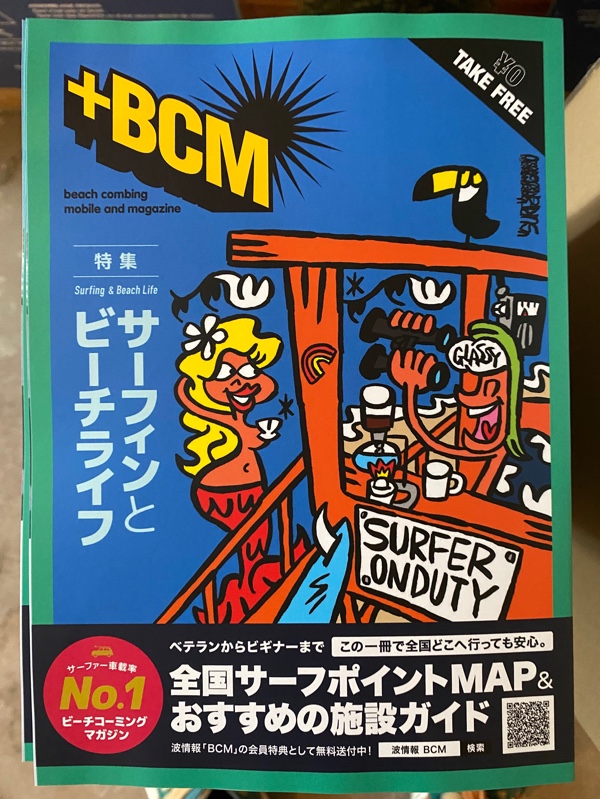 ¥0
TAKE FREE
+BCM
beach combing
mobile and magazine
特集
Surfing & Beach Life
サーフィンと
ビーチライフ
GLASSY
SURFER
ON DUTY
サーファー車載率
No.1
ビーチコーミング
マガジン
ベテランからビギナーまで この一冊で全国どこへ行っても安心。
全国サーフポイントMAP&
おすすめの施設ガイド
波情報「BCM」の会員特典として無料送付中! 波情報 BCM 検索